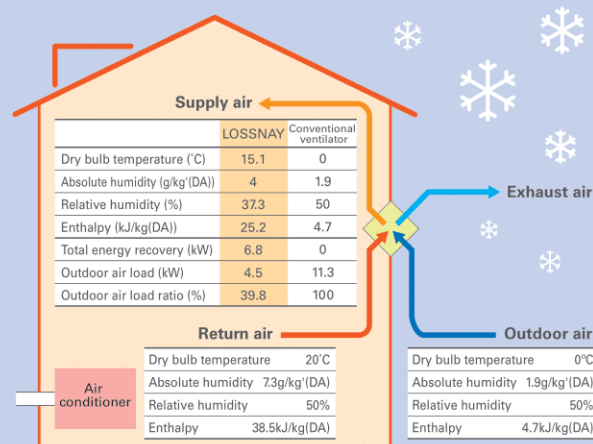 Supply air
LOSSNAY Conventional ventilator
Dry bulb temperature (˚C) 15.1 0
Absolute humidity (g/kg'(DA)) 4 1.9
Relative humidity (%) 37.3 50
Enthalpy (kJ/kg(DA)) 25.2 4.7
Total energy recovery (kW) 6.8 0
Outdoor air load (kW) 4.5 11.3
Outdoor air load ratio (%) 39.8 100
Exhaust air
Return air
Dry bulb temperature 20˚C
Absolute humidity 7.3g/kg'(DA)
Relative humidity 50%
Enthalpy 38.5kJ/kg(DA)
Outdoor air
Dry bulb temperature 0ºC
Absolute humidity 1.9g/kg'(DA)
Relative humidity 50%
Enthalpy 4.7kJ/kg(DA)
Air
conditioner